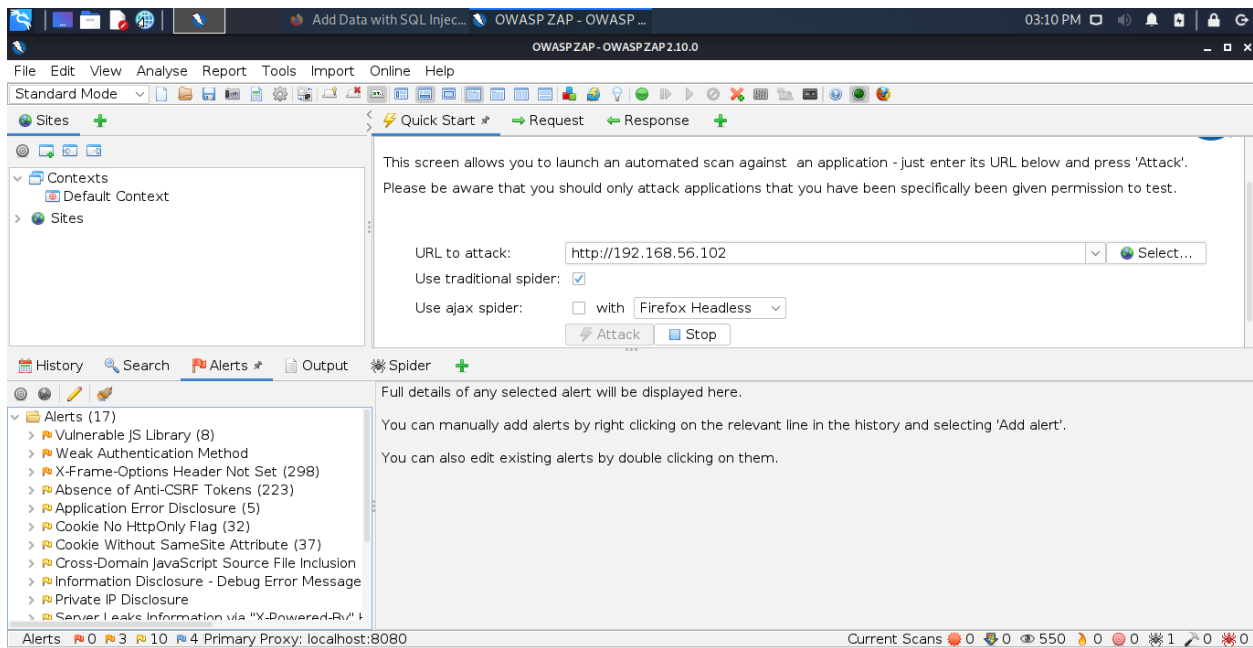 Add Data with SQL Injec... OWASP ZAP - OWASP ... 03:10 PM
OWASP ZAP - OWASP ZAP 2.10.0
File Edit View Analyse Report Tools Import Online Help
Standard Mode
Sites
Quick Start Request Response
Contexts
Default Context
Sites
This screen allows you to launch an automated scan against an application - just enter its URL below and press 'Attack'.
Please be aware that you should only attack applications that you have been specifically been given permission to test.
URL to attack: http://192.168.56.102 Select...
Use traditional spider:
Use ajax spider: with Firefox Headless
Attack Stop
History Search Alerts Output Spider
Alerts (17)
Vulnerable JS Library (8)
Weak Authentication Method
X-Frame-Options Header Not Set (298)
Absence of Anti-CSRF Tokens (223)
Application Error Disclosure (5)
Cookie No HttpOnly Flag (32)
Cookie Without SameSite Attribute (37)
Cross-Domain JavaScript Source File Inclusion
Information Disclosure - Debug Error Message
Private IP Disclosure
Server Leaks Information via "X-Powered-By"
Full details of any selected alert will be displayed here.
You can manually add alerts by right clicking on the relevant line in the history and selecting 'Add alert'.
You can also edit existing alerts by double clicking on them.
Alerts 0 3 10 4 Primary Proxy: localhost:8080 Current Scans 0 0 550 0 0 1 0 0